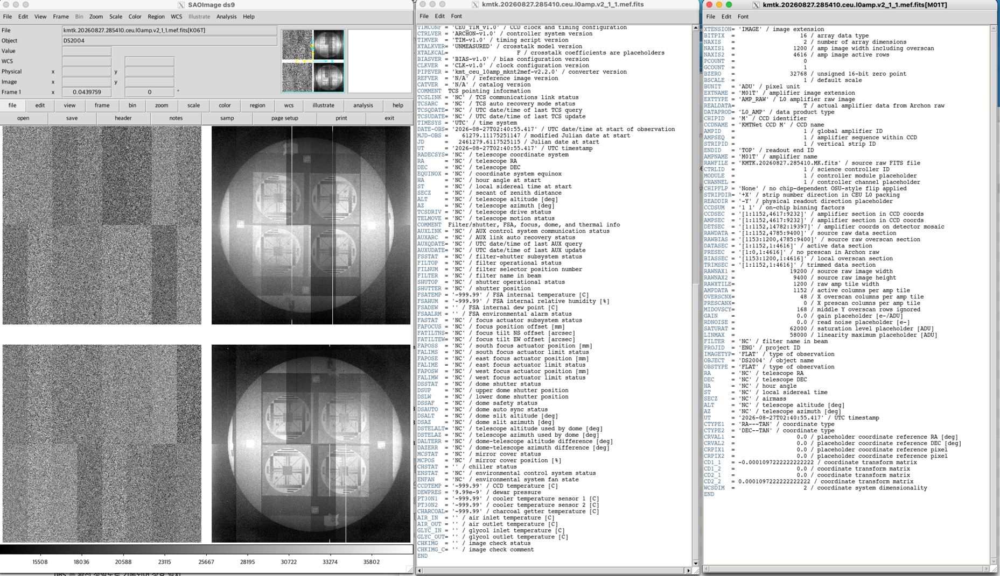 SAOImage ds9
File Edit View Frame Bin Zoom Scale Color Region WCS Illustrate Analysis Help
File kmtk.20260827.285410.ceu.l0amp.v2_1_1.mef.fits[K06T]
Object DS2004
Value
WCS
Physical x y
Image x y
Frame 1 x 0.0439759 0 °
file edit view frame bin zoom scale color region wcs illustrate analysis help
open save header notes samp page setup print exit
15508 18036 20588 23115 25667 28195 30722 33274 35802
kmtk.20260827.285410.ceu.l0amp.v2_1_1.mef.fits
File Edit Font
TIMCONF = 'CEU_TIM_v1.0' / CCD clock and timing configuration
CTRLVER = 'ARCHON-v1.0' / controller system version
TIMVER = 'TIM-v1.0' / timing script version
XTALKVER= 'UNMEASURED' / crosstalk model version
XTALKCAL= F / crosstalk coefficients are placeholders
BIASVER = 'BIAS-v1.0' / bias configuration version
CLKVER = 'CLK-v1.0' / clock configuration version
PIPEVER = 'kmt_ceu_l0amp_mknt2mef-v2.2.0' / converter version
REFVER = 'N/A' / reference image version
CATVER = 'N/A' / catalog version
COMMENT TCS pointing information
TCSLINK = 'NC' / TCS communications link status
TCSARC = 'NC' / TCS auto recovery mode status
TCSQDATE= 'NC' / UTC date/time of last TCS query
TCSUDATE= 'NC' / UTC date/time of last TCS update
TIMESYS = 'UTC' / time system
DATE-OBS= '2026-08-27T02:40:55.417' / UTC date/time at start of observation
MJD-OBS = 61279.11175251147 / modified Julian date at start
JD = 2461279.6117525115 / Julian date at start
UT = '2026-08-27T02:40:55.417' / UTC timestamp
RADECSYS= 'NC' / telescope coordinate system
RA = 'NC' / telescope RA
DEC = 'NC' / telescope DEC
EQUINOX = 'NC' / coordinate system equinox
HA = 'NC' / hour angle at start
ST = 'NC' / local sidereal time at start
SECZ = 'NC' / secant of zenith distance
ALT = 'NC' / telescope altitude [deg]
AZ = 'NC' / telescope azimuth [deg]
TCSDRIV = 'NC' / telescope drive status
TELMOVE = 'NC' / telescope motion status
COMMENT Filter/shutter, FSA, focus, dome, and thermal info
AUXLINK = 'NC' / AUX control system communication status
AUXARC = 'NC' / AUX link auto recovery status
AUXQDATE= 'NC' / UTC date/time of last AUX query
AUXUDATE= 'NC' / UTC date/time of last AUX update
FSSTAT = 'NC' / filter-shutter subsystem status
FILTOP = 'NC' / filter operational status
FILNUM = 'NC' / filter selector position number
FILTER = 'NC' / filter name in beam
SHUTOP = 'NC' / shutter operational status
SHUTTER = 'NC' / shutter position
FSATEMP = '-999.99' / FSA internal temperature [C]
FSAHUM = '-999.99' / FSA internal relative humidity [%]
FSADEW = '' / FSA internal dew point [C]
FSAALRM = '' / FSA environmental alarm status
FASTAT = 'NC' / focus actuator subsystem status
FAFOCUS = 'NC' / focus position offset [mm]
FATILTNS= 'NC' / focus tilt NS offset [arcsec]
FATILTEW= 'NC' / focus tilt EW offset [arcsec]
FAPOSS = 'NC' / south focus actuator position [mm]
FALIMS = 'NC' / south focus actuator limit status
FAPOSE = 'NC' / east focus actuator position [mm]
FALIME = 'NC' / east focus actuator limit status
FAPOSW = 'NC' / west focus actuator position [mm]
FALIMW = 'NC' / west focus actuator limit status
DSSTAT = 'NC' / dome shutter status
DSUP = 'NC' / upper dome shutter position
DSLW = 'NC' / lower dome shutter position
DSSAF = 'NC' / dome safety status
DSAUTO = 'NC' / dome auto sync status
DSALT = 'NC' / dome slit altitude [deg]
DSAZ = 'NC' / dome slit azimuth [deg]
DSTELALT= 'NC' / telescope altitude used by dome [deg]
DSTELAZ = 'NC' / telescope azimuth used by dome [deg]
DALTERR = 'NC' / dome-telescope altitude difference [deg]
DAZERR = 'NC' / dome-telescope azimuth difference [deg]
MCSTAT = 'NC' / mirror cover status
MCPOS = 'NC' / mirror cover position [%]
CHSTAT = '' / chiller status
ENSTAT = 'NC' / environmental control system status
ENFAN = 'NC' / environmental system fan state
CCDTEMP = '-999.99' / CCD temperature [C]
DEWPRES = '9.99e-9' / dewar pressure
PT30N1 = '-999.99' / cooler temperature sensor 1 [C]
PT30N2 = '-999.99' / cooler temperature sensor 2 [C]
CHARCOAL= '-999.99' / charcoal getter temperature [C]
AIR_IN = '' / air inlet temperature [C]
AIR_OUT = '' / air outlet temperature [C]
GLYC_IN = '' / glycol inlet temperature [C]
GLYC_OUT= '' / glycol outlet temperature [C]
CHKIMG = '' / image check status
CHKIMG_C= '' / image check comment
END
kmtk.20260827.285410.ceu.l0amp.v2_1_1.mef.fits[M01T]
File Edit Font
XTENSION= 'IMAGE' / image extension
BITPIX = 16 / array data type
NAXIS = 2 / number of array dimensions
NAXIS1 = 1200 / amp image width including overscan
NAXIS2 = 4616 / amp image active rows
PCOUNT = 0
GCOUNT = 1
BZERO = 32768 / unsigned 16-bit zero point
BSCALE = 1 / default scale
BUNIT = 'ADU' / pixel unit
EXTNAME = 'M01T' / amplifier image extension
EXTTYPE = 'AMP_RAW' / L0 amplifier raw image
REALDATA= T / actual amplifier data from Archon raw
DATAPROD= 'L0_AMP' / data product type
CHIPID = 'M' / CCD identifier
CCDNAME = 'KMTNet CCD M' / CCD name
AMPID = 1 / global amplifier ID
AMPSEQ = 1 / amplifier sequence within CCD
STRIPID = 1 / vertical strip ID
ENDID = 'TOP' / readout end ID
AMPNAME = 'M01T' / amplifier name
RAWFILE = 'KMTK.20260827.285410.MK.fits' / source raw FITS file
CTRLID = 1 / science controller ID
MODULE = 1 / controller module placeholder
CHANNEL = 1 / controller channel placeholder
CHIPFLP = 'None' / no chip-dependent OSU-style flip applied
STRIPDIR= '+X' / strip number direction in CEU L0 packing
READDIR = '-Y' / physical readout direction placeholder
CCDSUM = '1 1' / on-chip binning factors
CCDSEC = '[1:1152,4617:9232]' / amplifier section in CCD coords
AMPSEC = '[1:1152,4617:9232]' / amplifier section in CCD coords
DETSEC = '[1:1152,14782:19397]' / amplifier coords on detector mosaic
RAWDATA = '[1:1152,4785:9400]' / source raw data section
RAWBIAS = '[1153:1200,4785:9400]' / source raw overscan section
DATASEC = '[1:1152,1:4616]' / active data section
PRESEC = '[1:0,1:4616]' / no prescan in Archon raw
BIASSEC = '[1153:1200,1:4616]' / local overscan section
TRIMSEC = '[1:1152,1:4616]' / trimmed data section
RAWNAX1 = 19200 / source raw image width
RAWNAX2 = 9400 / source raw image height
RAWXTILE= 1200 / raw amp tile width
AMPDATA = 1152 / active columns per amp tile
OVERSCNX= 48 / X overscan columns per amp tile
PRESCANX= 0 / X prescan columns per amp tile
MIDOVSCY= 168 / middle Y overscan rows ignored
GAIN = 0.0 / gain placeholder [e-/ADU]
RDNOISE = 0.0 / read noise placeholder [e-]
SATURAT = 62000 / saturation level placeholder [ADU]
LINMAX = 58000 / linearity maximum placeholder [ADU]
FILTER = 'NC' / filter name in beam
PROJID = 'ENG' / project ID
IMAGETYP= 'FLAT' / type of observation
OBJECT = 'DS2004' / object name
OBSTYPE = 'FLAT' / type of observation
RA = 'NC' / telescope RA
DEC = 'NC' / telescope DEC
HA = 'NC' / hour angle
ST = 'NC' / local sidereal time
SECZ = 'NC' / airmass
ALT = 'NC' / telescope altitude [deg]
AZ = 'NC' / telescope azimuth [deg]
UT = '2026-08-27T02:40:55.417' / UTC timestamp
CTYPE1 = 'RA---TAN' / coordinate type
CTYPE2 = 'DEC--TAN' / coordinate type
CRVAL1 = 0.0 / placeholder coordinate reference RA [deg]
CRVAL2 = 0.0 / placeholder coordinate reference DEC [deg]
CRPIX1 = 0.0 / placeholder coordinate reference pixel
CRPIX2 = 0.0 / placeholder coordinate reference pixel
CD1_1 = -0.0001097222222222222 / coordinate transform matrix
CD1_2 = 0.0 / coordinate transform matrix
CD2_1 = 0.0 / coordinate transform matrix
CD2_2 = 0.0001097222222222222 / coordinate transform matrix
WCSDIM = 2 / coordinate system dimensionality
END